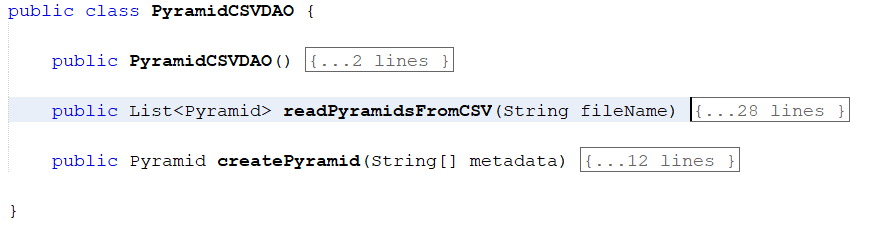 public class PyramidCSVDAO {
public PyramidCSVDAO() {...2 lines }
public List<Pyramid> readPyramidsFromCSV(String fileName) {...28 lines }
public Pyramid createPyramid(String[] metadata) {...12 lines }
}